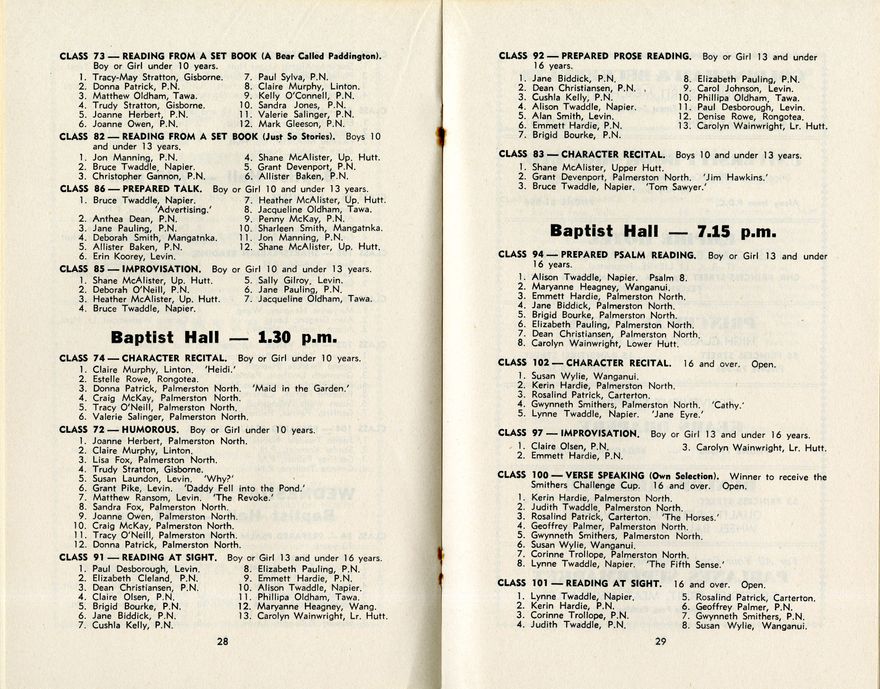 CLASS 73 — READING FROM A SET BOOK (A Bear Called Paddington).
Boy or Girl under 10 years.
1. Tracy-May Stratton, Gisborne.
2. Donna Patrick, P.N.
3. Matthew Oldham, Tawa.
4. Trudy Stratton, Gisborne.
5. Joanne Herbert, P.N.
6. Joanne Owen, P.N.
7. Paul Sylva, P.N.
8. Claire Murphy, Linton.
9. Kelly O'Connell, P.N.
10. Sandra Jones, P.N.
11. Valerie Salinger, P.N.
12. Mark Gleeson, P.N.
CLASS 82 — READING FROM A SET BOOK (Just So Stories). Boys 10
and under 13 years.
1. Jon Manning, P.N.
2. Bruce Twaddle, Napier.
3. Christopher Gannon, P.N.
4. Shane McAlister, Up. Hutt.
5. Grant Devenport, P.N.
6. Allister Baken, P.N.
CLASS 86 — PREPARED TALK. Boy or Girl 10 and under 13 years.
1. Bruce Twaddle, Napier.
'Advertising.'
2. Anthea Dean, P.N.
3. Jane Pauling, P.N.
4. Deborah Smith, Mangatnka.
5. Allister Baken, P.N.
6. Erin Koorey, Levin.
7. Heather McAlister, Up. Hutt.
8. Jacqueline Oldham, Tawa.
9. Penny McKay, P.N.
10. Sharleen Smith, Mangatnka.
11. Jon Manning, P.N.
12. Shane McAlister, Up. Hutt.
CLASS 85 — IMPROVISATION. Boy or Girl 10 and under 13 years.
1. Shane McAlister, Up. Hutt.
2. Deborah O'Neill, P.N.
3. Heather McAlister, Up. Hutt.
4. Bruce Twaddle, Napier.
5. Sally Gilroy, Levin.
6. Jane Pauling, P.N.
7. Jacqueline Oldham, Tawa.
Baptist Hall — 1.30 p.m.
CLASS 74 — CHARACTER RECITAL. Boy or Girl under 10 years.
1. Claire Murphy, Linton. 'Heidi.'
2. Estelle Rowe, Rongotea.
3. Donna Patrick, Palmerston North. 'Maid in the Garden.'
4. Craig McKay, Palmerston North.
5. Tracy O'Neill, Palmerston North.
6. Valerie Salinger, Palmerston North.
CLASS 72 — HUMOROUS. Boy or Girl under 10 years.
1. Joanne Herbert, Palmerston North.
2. Claire Murphy, Linton.
3. Lisa Fox, Palmerston North.
4. Trudy Stratton, Gisborne.
5. Susan Laundon, Levin. 'Why?'
6. Grant Pike, Levin. 'Daddy Fell into the Pond.'
7. Matthew Ransom, Levin. 'The Revoke.'
8. Sandra Fox, Palmerston North.
9. Joanne Owen, Palmerston North.
10. Craig McKay, Palmerston North.
11. Tracy O'Neill, Palmerston North.
12. Donna Patrick, Palmerston North.
CLASS 91 — READING AT SIGHT. Boy or Girl 13 and under 16 years.
1. Paul Desborough, Levin.
2. Elizabeth Cleland, P.N.
3. Dean Christiansen, P.N.
4. Claire Olsen, P.N.
5. Brigid Bourke, P.N.
6. Jane Biddick, P.N.
7. Cushla Kelly, P.N.
8. Elizabeth Pauling, P.N.
9. Emmett Hardie, P.N.
10. Alison Twaddle, Napier.
11. Phillipa Oldham, Tawa.
12. Maryanne Heagney, Wang.
13. Carolyn Wainwright, Lr. Hutt.
28
CLASS 92 — PREPARED PROSE READING. Boy or Girl 13 and under
16 years.
1. Jane Biddick, P.N.
2. Dean Christiansen, P.N.
3. Cushla Kelly, P.N.
4. Alison Twaddle, Napier.
5. Alan Smith, Levin.
6. Emmett Hardie, P.N.
7. Brigid Bourke, P.N.
8. Elizabeth Pauling, P.N.
9. Carol Johnson, Levin.
10. Phillipa Oldham, Tawa.
11. Paul Desborough, Levin.
12. Denise Rowe, Rongotea.
13. Carolyn Wainwright, Lr. Hutt.
CLASS 83 — CHARACTER RECITAL. Boys 10 and under 13 years.
1. Shane McAlister, Upper Hutt.
2. Grant Devenport, Palmerston North. 'Jim Hawkins.'
3. Bruce Twaddle, Napier. 'Tom Sawyer.'
Baptist Hall — 7.15 p.m.
CLASS 94 — PREPARED PSALM READING. Boy or Girl 13 and under
16 years.
1. Alison Twaddle, Napier. Psalm 8.
2. Maryanne Heagney, Wanganui.
3. Emmett Hardie, Palmerston North.
4. Jane Biddick, Palmerston North.
5. Brigid Bourke, Palmerston North.
6. Elizabeth Pauling, Palmerston North.
7. Dean Christiansen, Palmerston North.
8. Carolyn Wainwright, Lower Hutt.
CLASS 102 — CHARACTER RECITAL. 16 and over. Open.
1. Susan Wylie, Wanganui.
2. Kerin Hardie, Palmerston North.
3. Rosalind Patrick, Carterton.
4. Gwynneth Smithers, Palmerston North. 'Cathy.'
5. Lynne Twaddle, Napier. 'Jane Eyre.'
CLASS 97 — IMPROVISATION. Boy or Girl 13 and under 16 years.
1. Claire Olsen, P.N.
2. Emmett Hardie, P.N.
3. Carolyn Wainwright, Lr. Hutt.
CLASS 100 — VERSE SPEAKING (Own Selection). Winner to receive the
Smithers Challenge Cup. 16 and over. Open.
1. Kerin Hardie, Palmerston North.
2. Judith Twaddle, Palmerston North.
3. Rosalind Patrick, Carterton. 'The Horses.'
4. Geoffrey Palmer, Palmerston North.
5. Gwynneth Smithers, Palmerston North.
6. Susan Wylie, Wanganui.
7. Corinne Trollope, Palmerston North.
8. Lynne Twaddle, Napier. 'The Fifth Sense.'
CLASS 101 — READING AT SIGHT. 16 and over. Open.
1. Lynne Twaddle, Napier.
2. Kerin Hardie, P.N.
3. Corinne Trollope, P.N.
4. Judith Twaddle, P.N.
5. Rosalind Patrick, Carterton.
6. Geoffrey Palmer, P.N.
7. Gwynneth Smithers, P.N.
8. Susan Wylie, Wanganui.
29